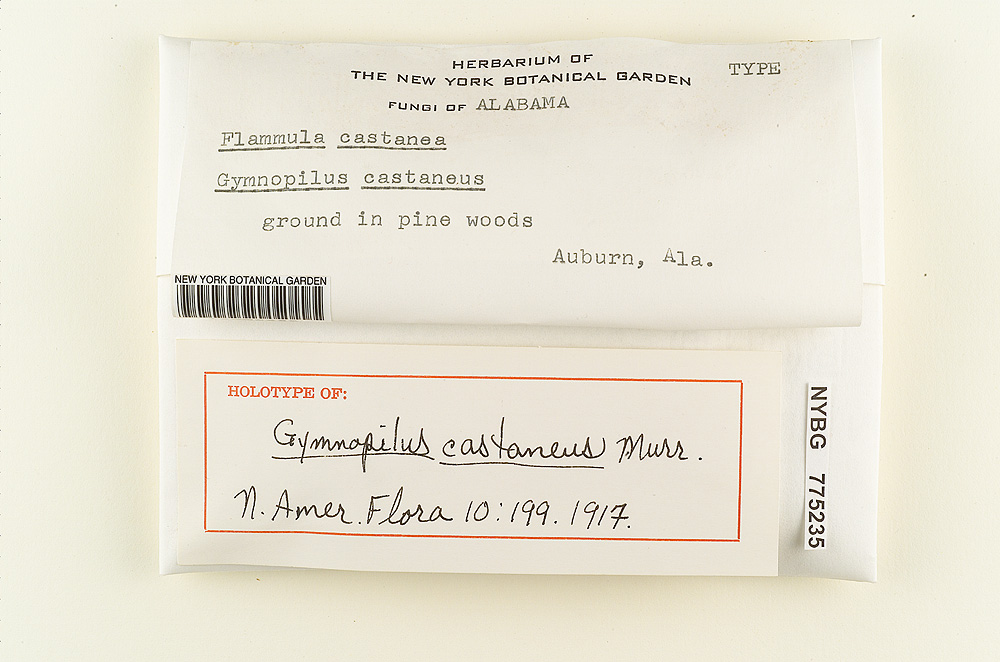 HERBARIUM OF
THE NEW YORK BOTANICAL GARDEN
TYPE
FUNGI OF ALABAMA
Flammula castanea
Gymnopilus castaneus
ground in pine woods
Auburn, Ala.
NEW YORK BOTANICAL GARDEN
HOLOTYPE OF:
Gymnopilus castaneus Murr.
N. Amer. Flora 10:199. 1917.
NYBG 775235